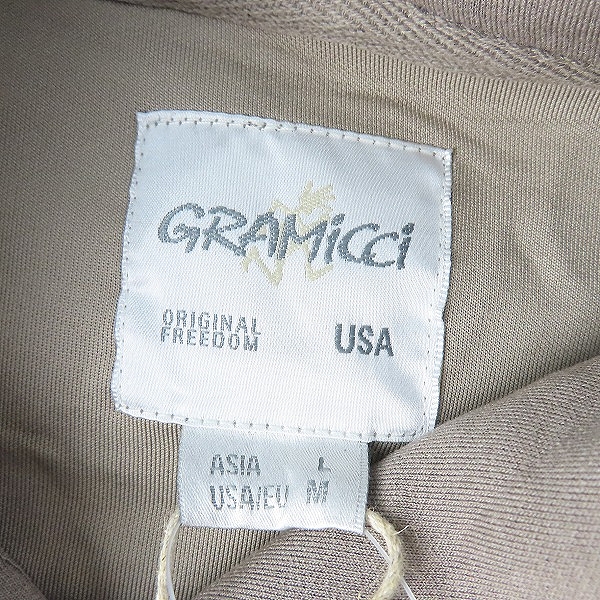 GRAMiCCi
ORIGINAL
FREEDOM
USA
ASIA L
USA/EU M